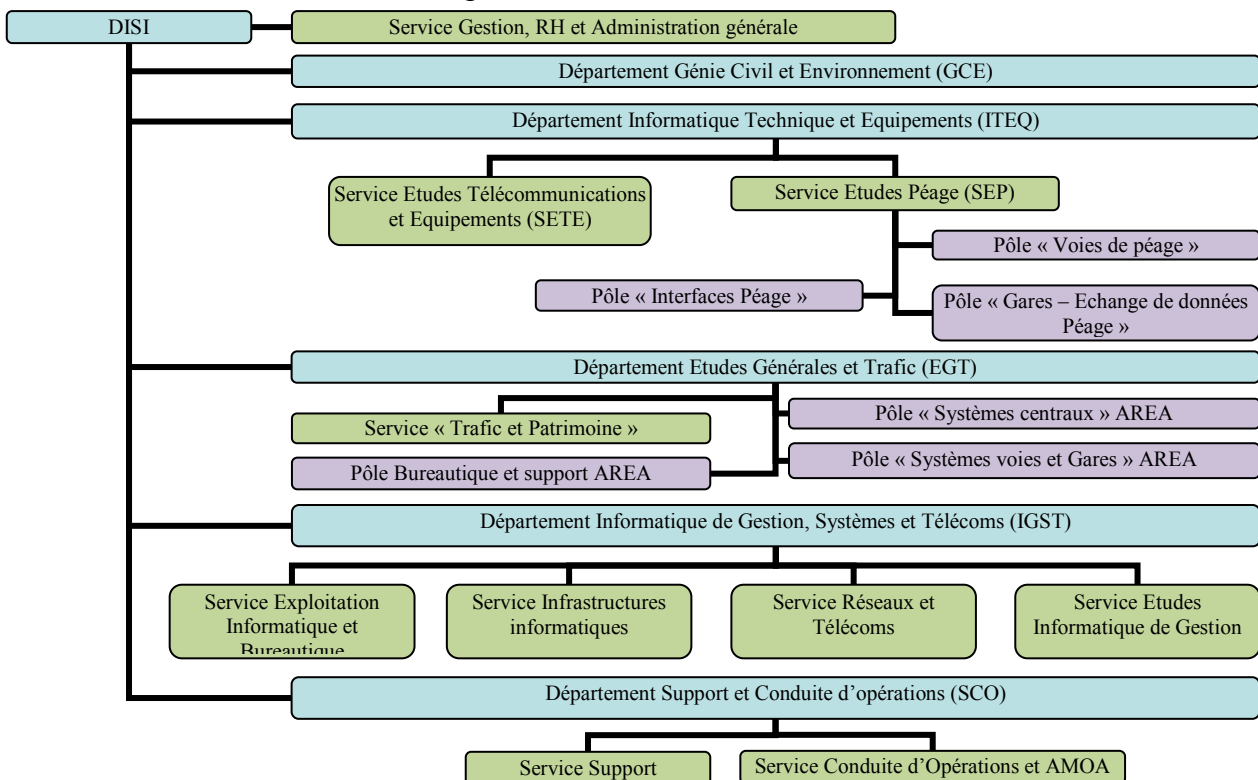 DISI
Service Gestion, RH et Administration générale
Département Génie Civil et Environnement (GCE)
Département Informatique Technique et Equipements (ITEQ)
Service Etudes Télécommunications
et Equipements (SETE)
Service Etudes Péage (SEP)
Pôle « Voies de péage »
Pôle « Interfaces Péage »
Pôle « Gares – Echange de données
Péage »
Département Etudes Générales et Trafic (EGT)
Service « Trafic et Patrimoine »
Pôle « Systèmes centraux » AREA
Pôle Bureautique et support AREA
Pôle « Systèmes voies et Gares » AREA
Département Informatique de Gestion, Systèmes et Télécoms (IGST)
Service Exploitation
Informatique et
Bureautique
Service Infrastructures
informatiques
Service Réseaux et
Télécoms
Service Etudes
Informatique de Gestion
Département Support et Conduite d’opérations (SCO)
Service Support
Service Conduite d’Opérations et AMOA